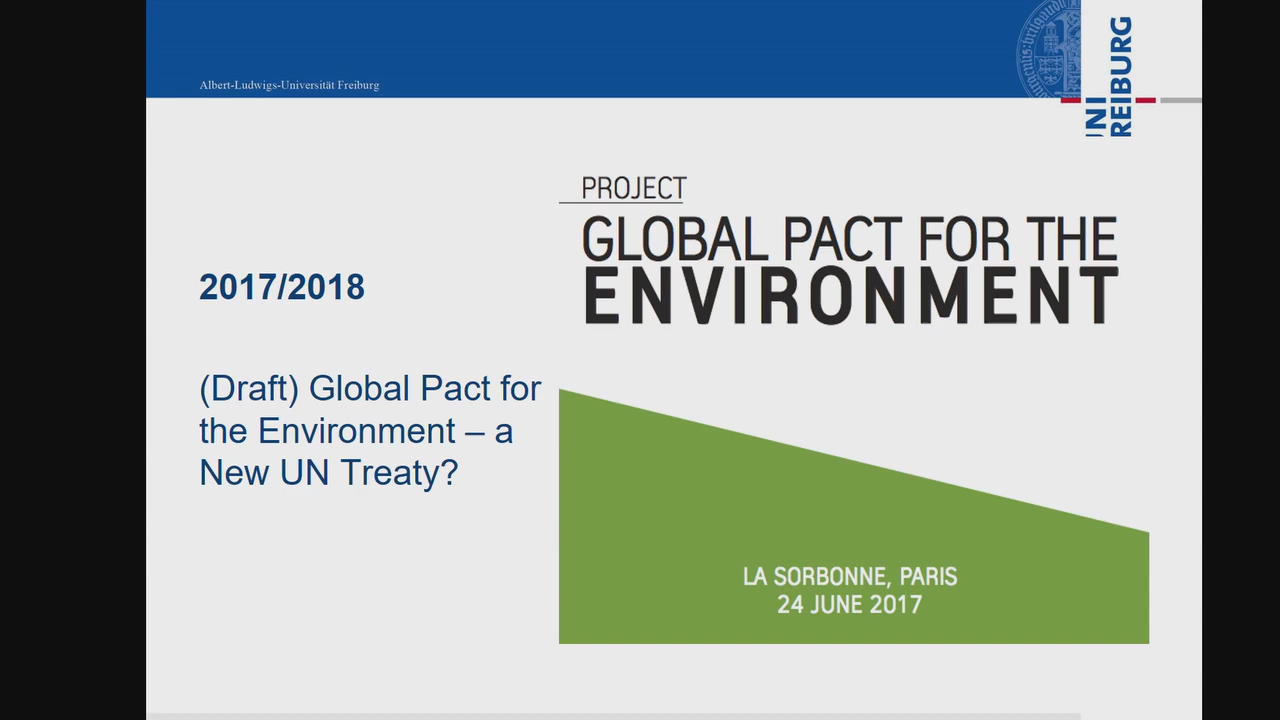 Albert-Ludwigs-Universität Freiburg
UNI
REIBURG
2017/2018
(Draft) Global Pact for
the Environment – a
New UN Treaty?
PROJECT
GLOBAL PACT FOR THE
ENVIRONMENT
LA SORBONNE, PARIS
24 JUNE 2017